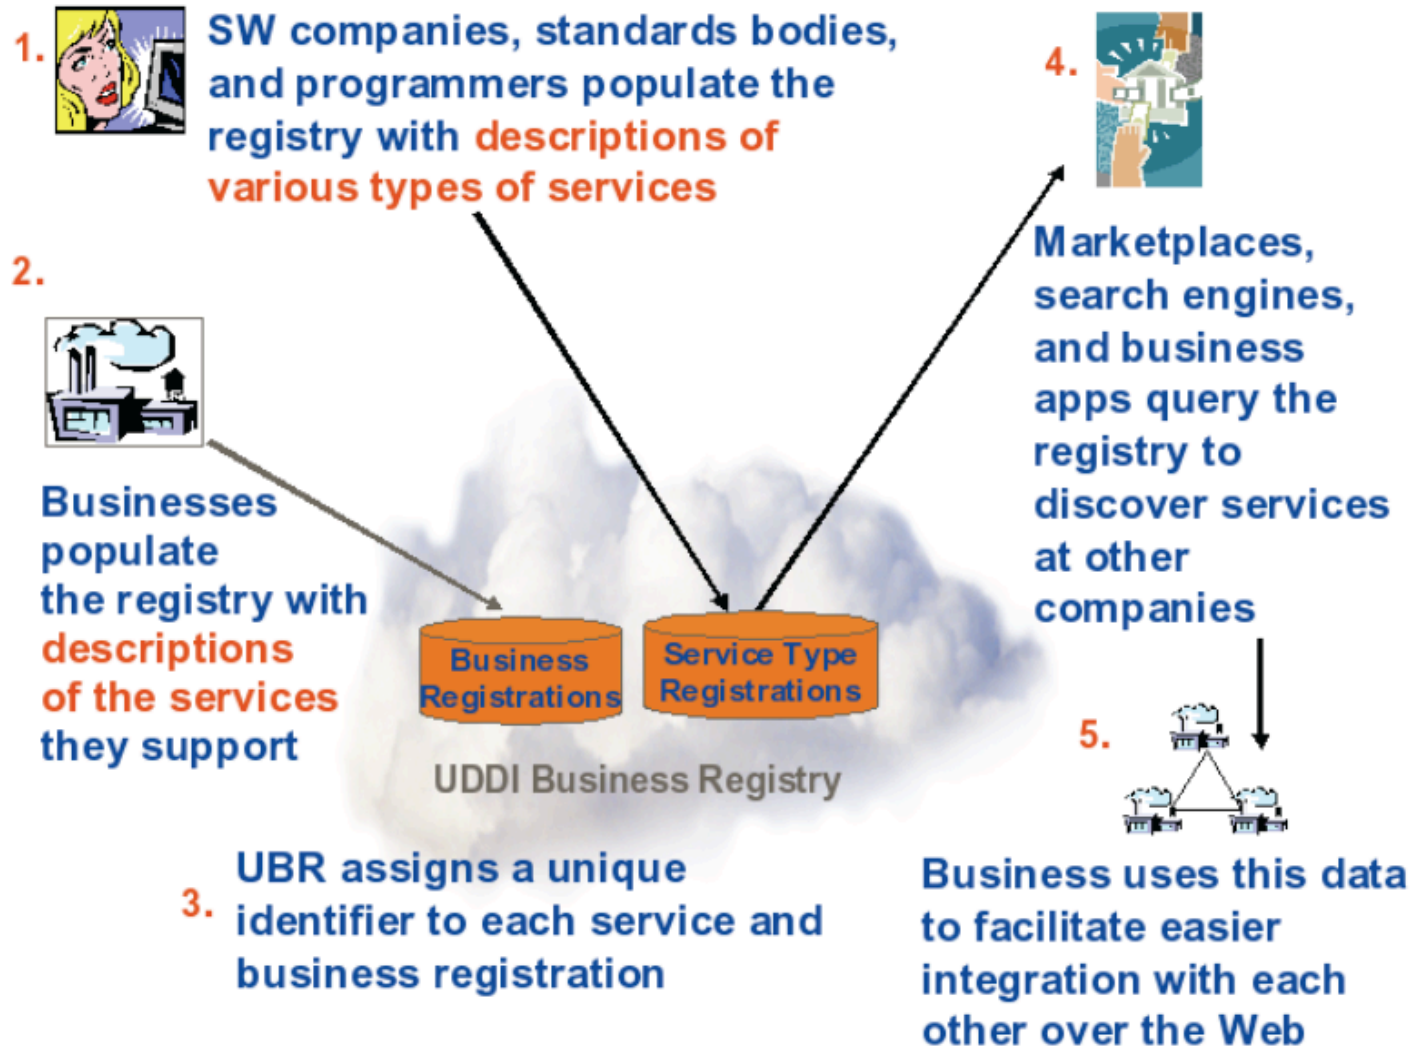 1.
SW companies, standards bodies,
and programmers populate the
registry with descriptions of
various types of services
2.
Businesses
populate
the registry with
descriptions
of the services
they support
Business
Registrations
Service Type
Registrations
UDDI Business Registry
3.
UBR assigns a unique
identifier to each service and
business registration
4.
Marketplaces,
search engines,
and business
apps query the
registry to
discover services
at other
companies
5.
Business uses this data
to facilitate easier
integration with each
other over the Web